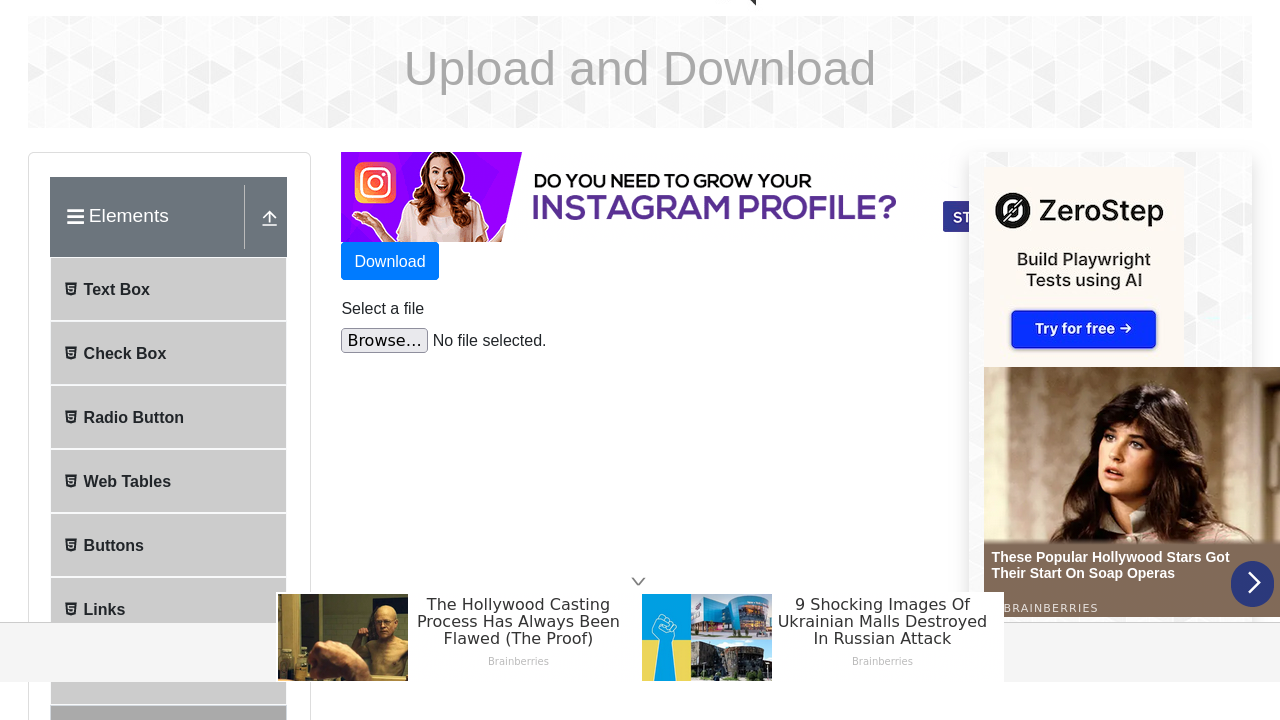 Upload and Download
Elements
Text Box
Check Box
Radio Button
Web Tables
Buttons
Links
DO YOU NEED TO GROW YOUR
INSTAGRAM PROFILE?
ST
Download
Select a file
Browse... No file selected.
ZeroStep
Build Playwright
Tests using AI
Try for free →
These Popular Hollywood Stars Got
Their Start On Soap Operas
BRAINBERRIES
The Hollywood Casting
Process Has Always Been
Flawed (The Proof)
Brainberries
9 Shocking Images Of
Ukrainian Malls Destroyed
In Russian Attack
Brainberries